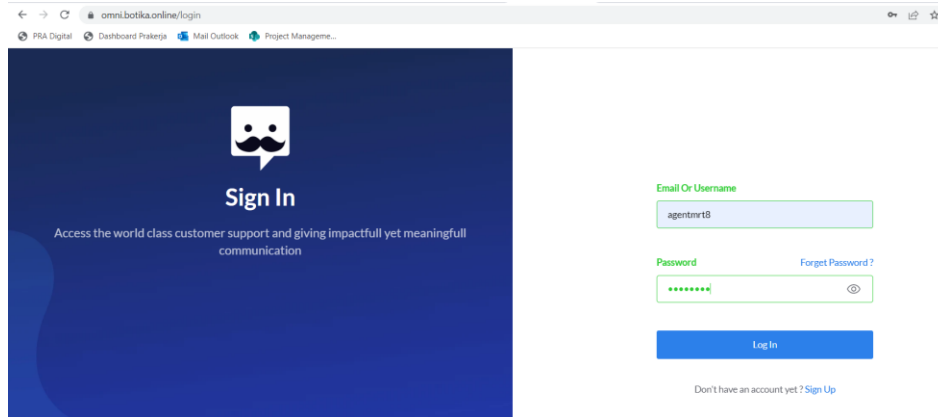 omni.botika.online/login
PRA Digital Dashboard Prakerja Mail Outlook Project Manageme...
Sign In
Access the world class customer support and giving impactfull yet meaningfull
communication
Email Or Username
agentmrt8
Password Forget Password ?
••••••••
Log In
Don't have an account yet ? Sign Up